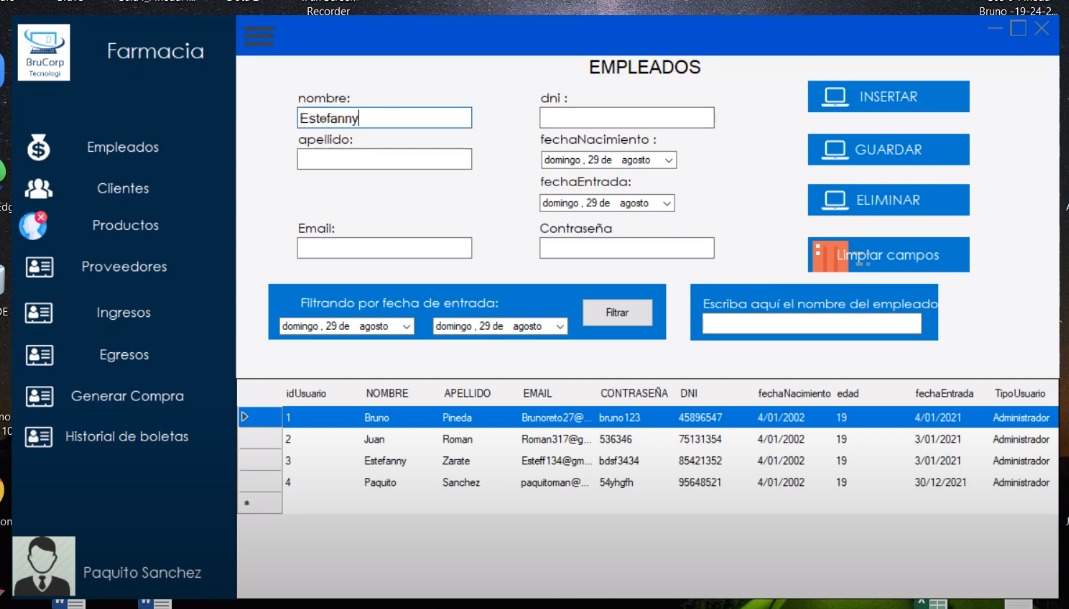 Recorder
Bruno -19-24-2...
BruCorp
Tecnologi
Farmacia
Empleados
Clientes
Productos
Proveedores
Ingresos
Egresos
Generar Compra
Historial de boletas
Paquito Sanchez
EMPLEADOS
nombre:
Estefanny
apellido:
Email:
dni :
fechaNacimiento :
domingo , 29 de agosto
fechaEntrada:
domingo , 29 de agosto
Contraseña
INSERTAR
GUARDAR
ELIMINAR
Limpiar campos
Filtrando por fecha de entrada:
domingo , 29 de agosto domingo , 29 de agosto
Filtrar
Escriba aquí el nombre del empleado
idUsuario NOMBRE APELLIDO EMAIL CONTRASEÑA DNI fechaNacimiento edad fechaEntrada TipoUsuario
1 Bruno Pineda Brunoreto27@... bruno123 45896547 4/01/2002 19 4/01/2021 Administrador
2 Juan Roman Roman317@g... 536346 75131354 4/01/2002 19 3/01/2021 Administrador
3 Estefanny Zarate Esteff134@gm... bdsf3434 85421352 4/01/2002 19 3/01/2021 Administrador
4 Paquito Sanchez paquitoman@... 54yhgfh 95648521 4/01/2002 19 30/12/2021 Administrador